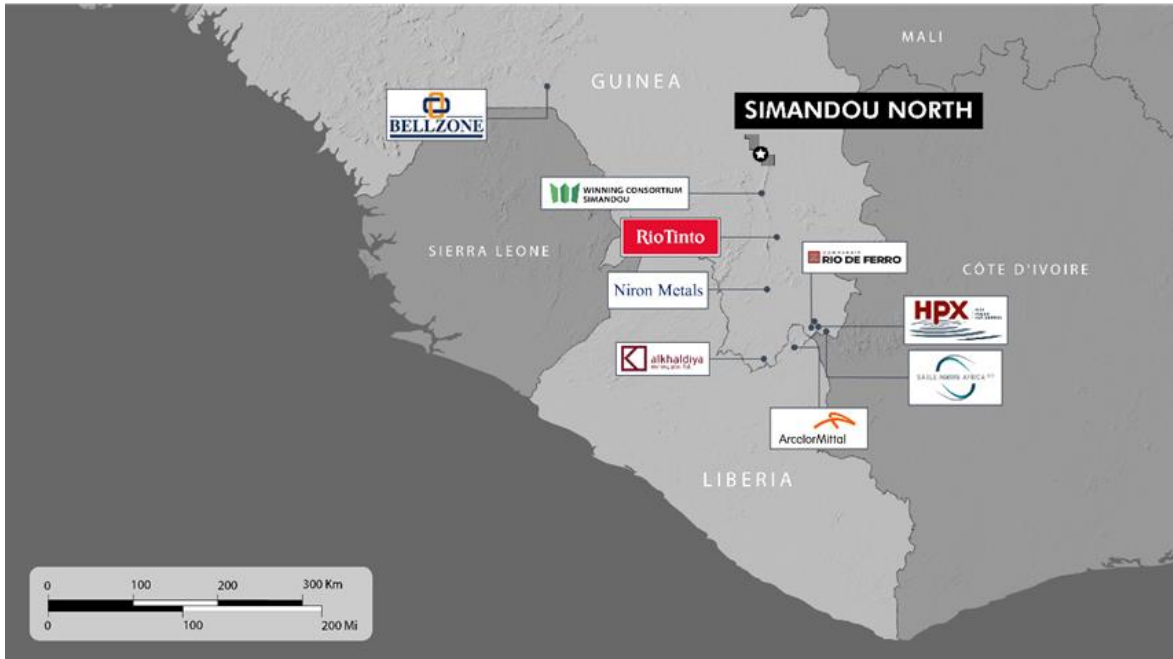 MALI
GUINEA
SIMANDOU NORTH
BELLZONE
WINNING CONSORTIUM
SIMANDOU
RioTinto
SIERRA LEONE
RIO DE FERRO
CÔTE D'IVOIRE
Niron Metals
HPX
alkhaldiya
AFRICA
ArcelorMittal
LIBERIA
0 100 200 300 Km
0 100 200 Mi